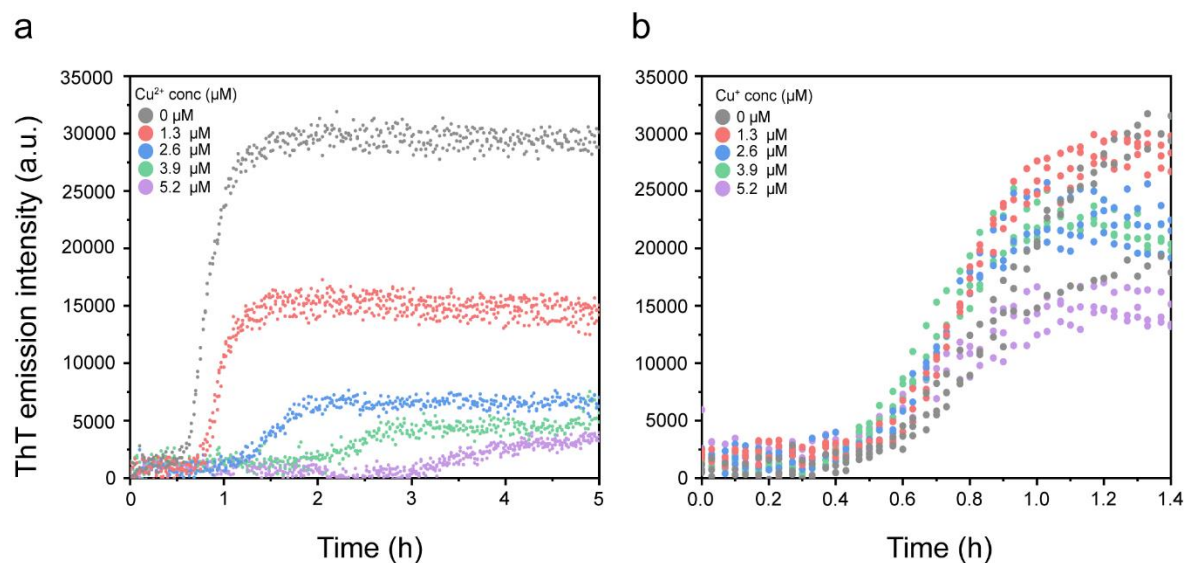 a
b
ThT emission intensity (a.u.)
35000
30000
25000
20000
15000
10000
5000
0
Cu²⁺ conc (µM)
0 µM
1.3 µM
2.6 µM
3.9 µM
5.2 µM
0
1
2
3
4
5
Time (h)
35000
30000
25000
20000
15000
10000
5000
0
Cu⁺ conc (µM)
0 µM
1.3 µM
2.6 µM
3.9 µM
5.2 µM
0.0
0.2
0.4
0.6
0.8
1.0
1.2
1.4
Time (h)